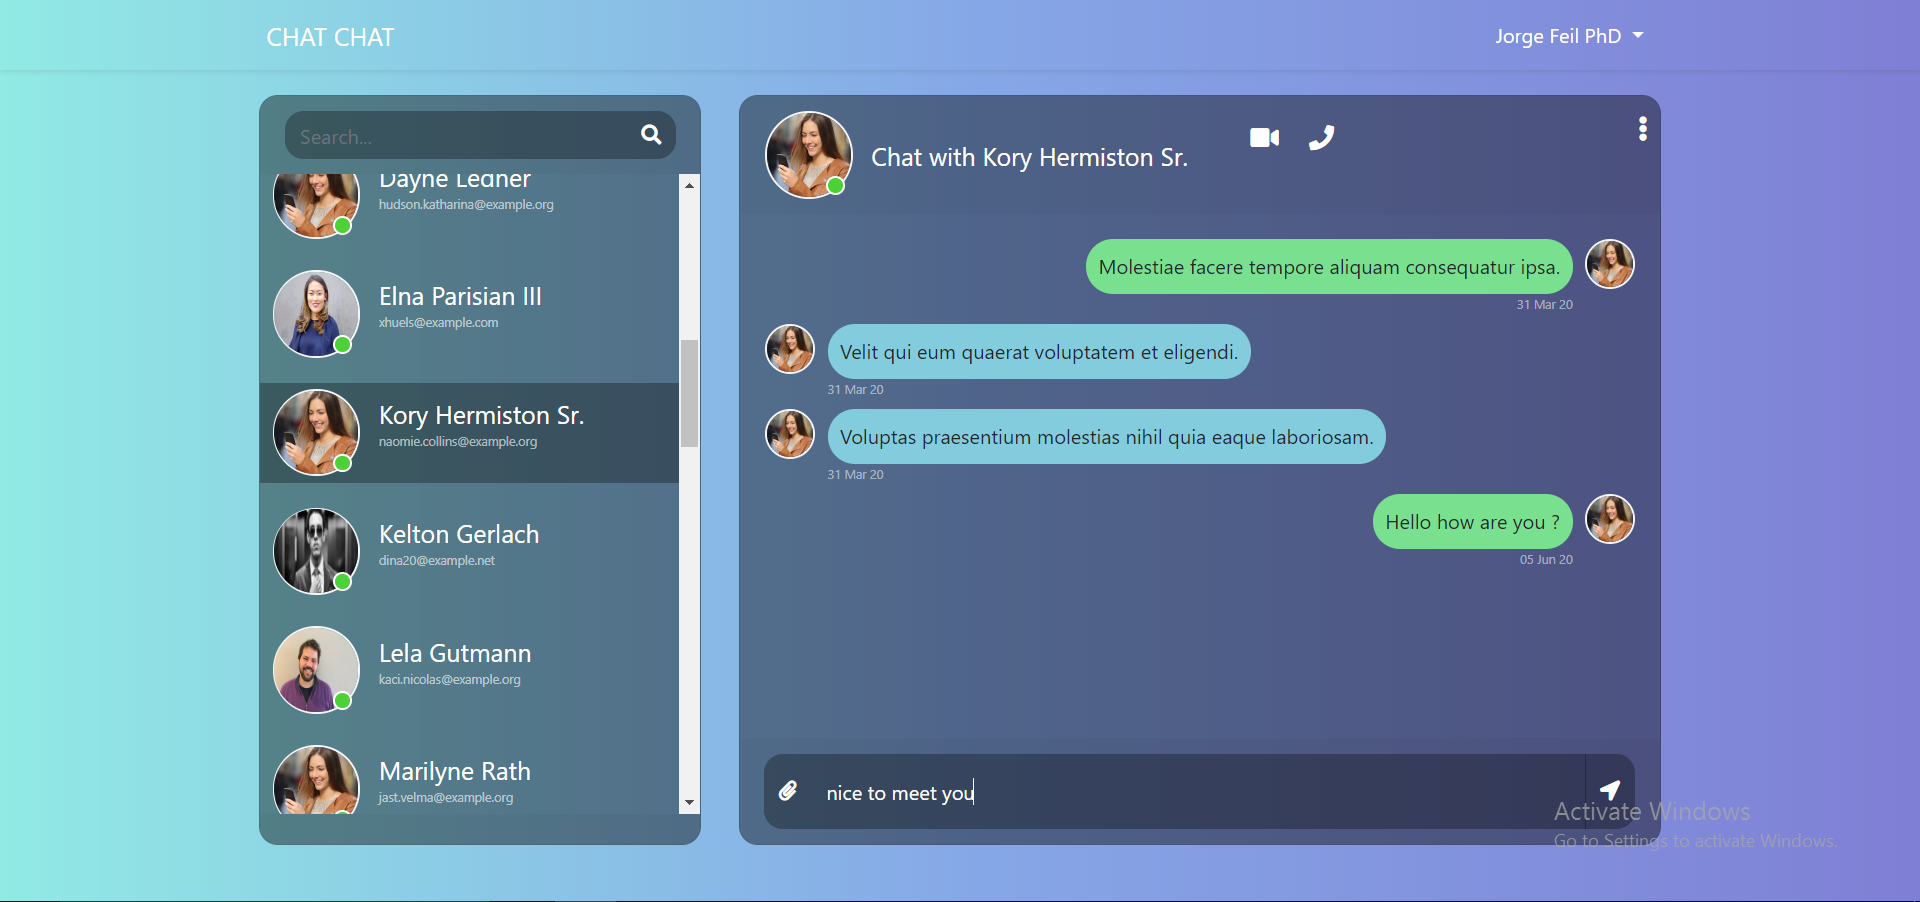 CHAT CHAT
Jorge Feil PhD
Search...
Dayne Ledner
hudson.katharina@example.org
Elna Parisian III
xhuels@example.com
Kory Hermiston Sr.
naomie.collins@example.org
Kelton Gerlach
dina20@example.net
Lela Gutmann
kaci.nicolas@example.org
Marilyne Rath
jast.velma@example.org
Chat with Kory Hermiston Sr.
Molestiae facere tempore aliquam consequatur ipsa.
31 Mar 20
Velit qui eum quaerat voluptatem et eligendi.
31 Mar 20
Voluptas praesentium molestias nihil quia eaque laboriosam.
31 Mar 20
Hello how are you ?
05 Jun 20
nice to meet you
Activate Windows
Go to Settings to activate Windows.